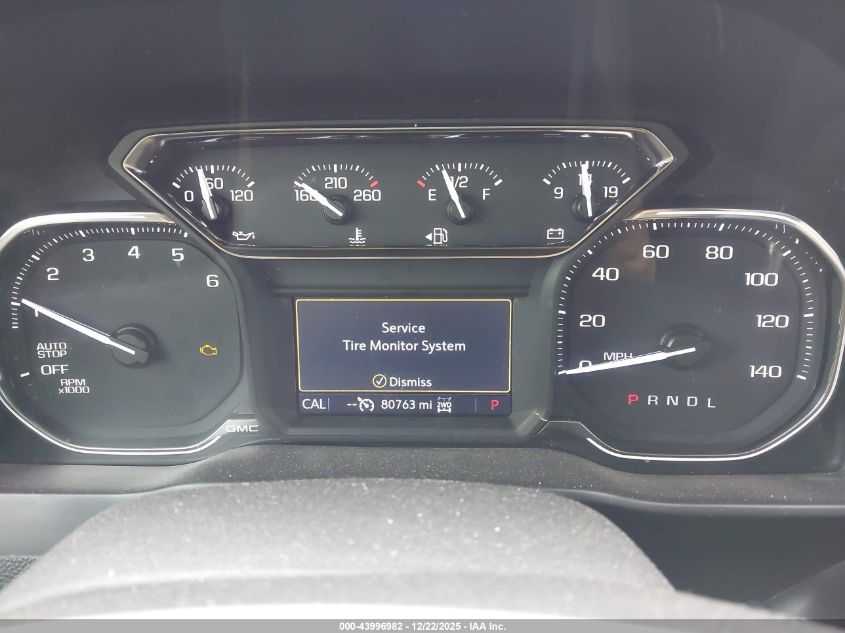 0 60 120
160 210 260
E 1/2 F
9 14 19
1 2 3 4 5 6
AUTO
STOP
OFF
RPM
x1000
GMC
Service
Tire Monitor System
Dismiss
CAL -- 80763 mi 2WD P
0 20 40 60 80 100 120 140
MPH
P R N D L
000-43996982 - 12/22/2025 - IAA Inc.